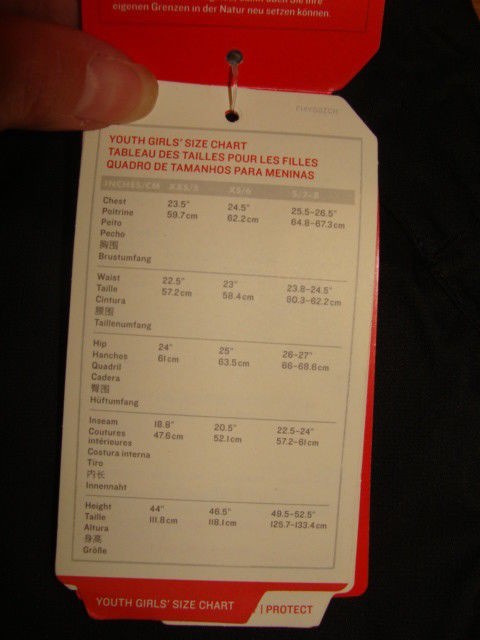 eigenen Grenzen in der Natur neu setzen können.
YOUTH GIRLS' SIZE CHART
TABLEAU DES TAILLES POUR LES FILLES
QUADRO DE TAMANHOS PARA MENINAS
INCHES/CM XXS/5 XS/6 S/7-8
Chest 23.5" 24.5" 25.5-26.5"
Poitrine 59.7cm 62.2cm 64.8-67.3cm
Peito
Pecho
胸围
Brustumfang
Waist 22.5" 23" 23.8-24.5"
Taille 57.2cm 58.4cm 60.3-62.2cm
Cintura
腰围
Taillenumfang
Hip 24" 25" 26-27"
Hanches 61cm 63.5cm 66-68.6cm
Quadril
Cadera
臀围
Hüftumfang
Inseam 18.8" 20.5" 22.5-24"
Coutures 47.6cm 52.1cm 57.2-61cm
intérieures
Costura interna
Tiro
内长
Innennaht
Height 44" 46.5" 49.5-52.5"
Taille 111.8cm 118.1cm 125.7-133.4cm
Altura
身高
Größe
YOUTH GIRLS' SIZE CHART
| PROTECT